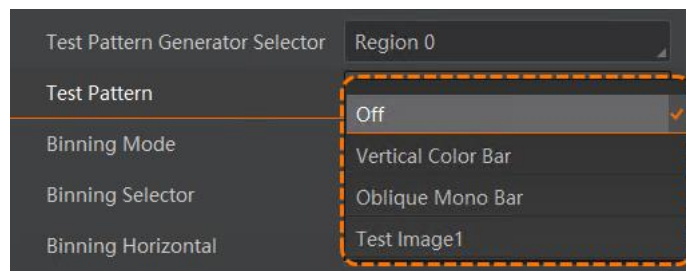 Test Pattern Generator Selector Region 0
Test Pattern
Off
Binning Mode
Vertical Color Bar
Binning Selector
Oblique Mono Bar
Binning Horizontal
Test Image1